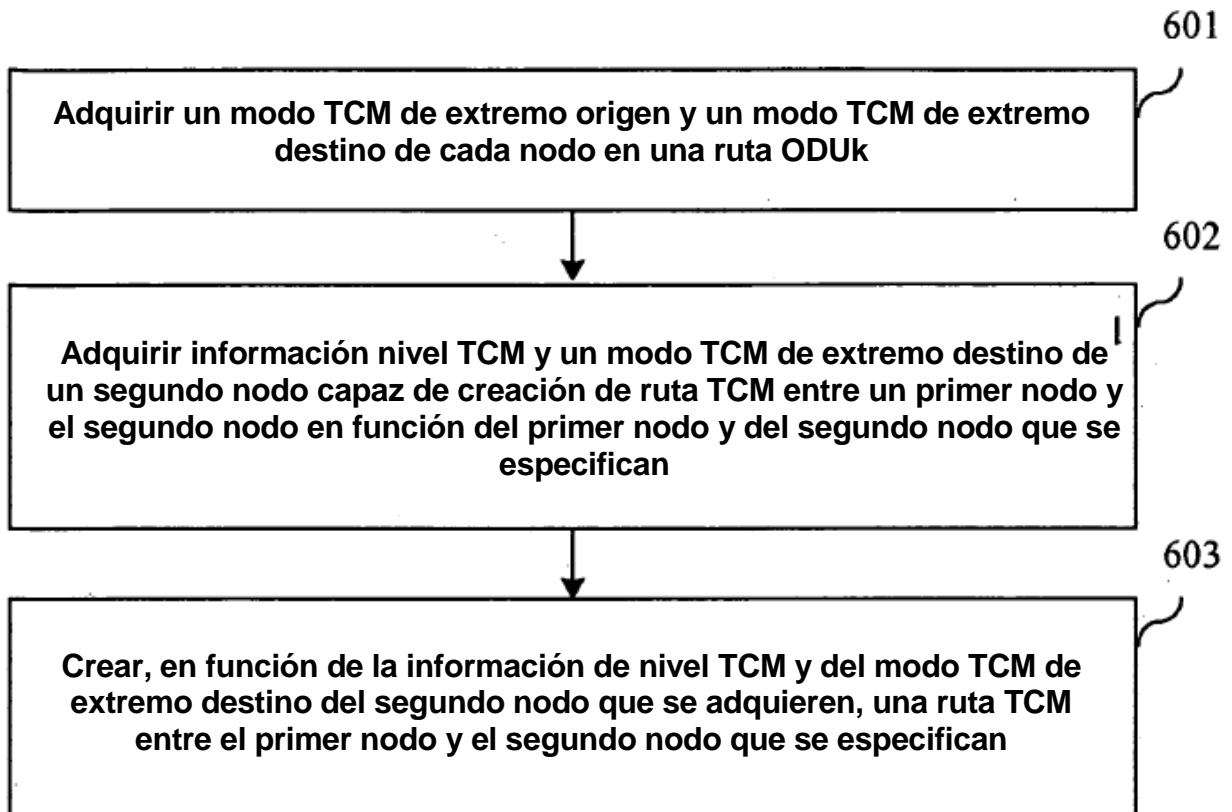 601
Adquirir un modo TCM de extremo origen y un modo TCM de extremo
destino de cada nodo en una ruta ODUk
602
Adquirir información nivel TCM y un modo TCM de extremo destino de
un segundo nodo capaz de creación de ruta TCM entre un primer nodo y
el segundo nodo en función del primer nodo y del segundo nodo que se
especifican
603
Crear, en función de la información de nivel TCM y del modo TCM de
extremo destino del segundo nodo que se adquieren, una ruta TCM
entre el primer nodo y el segundo nodo que se especifican